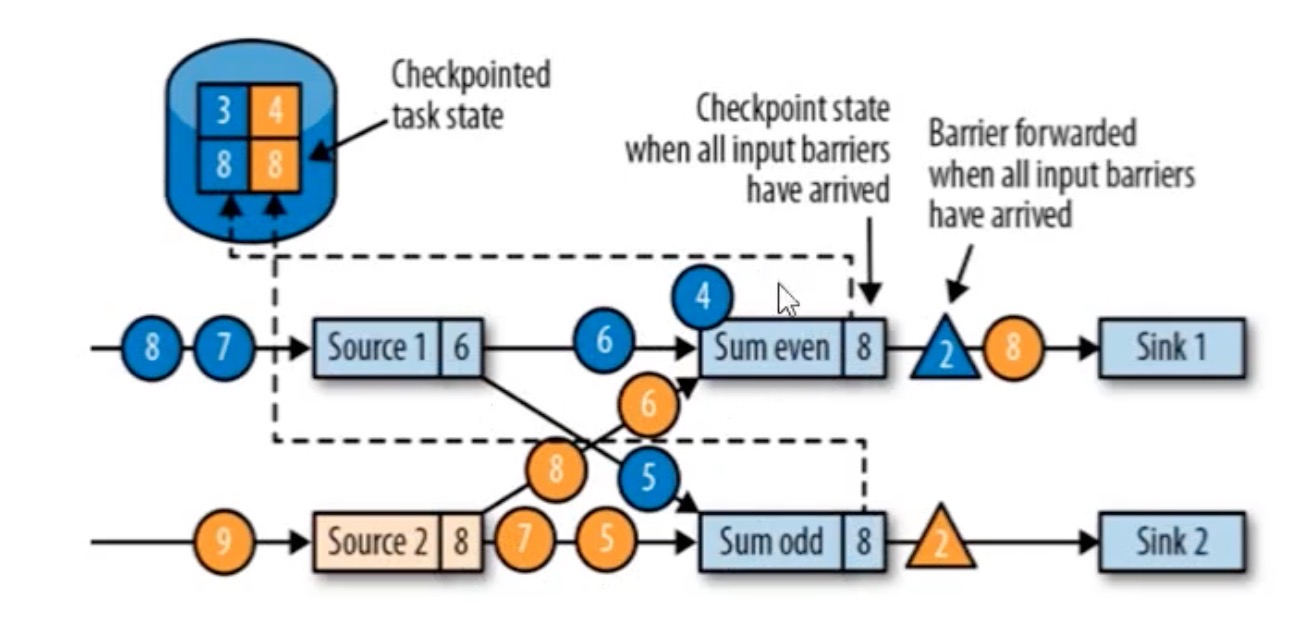 3 4
8 8
Checkpointed
task state
Checkpoint state
when all input barriers
have arrived
Barrier forwarded
when all input barriers
have arrived
4
8 7 Source 1 6 6 Sum even 8 2 8 Sink 1
6
8 5
9 Source 2 8 7 5 Sum odd 8 2 Sink 2